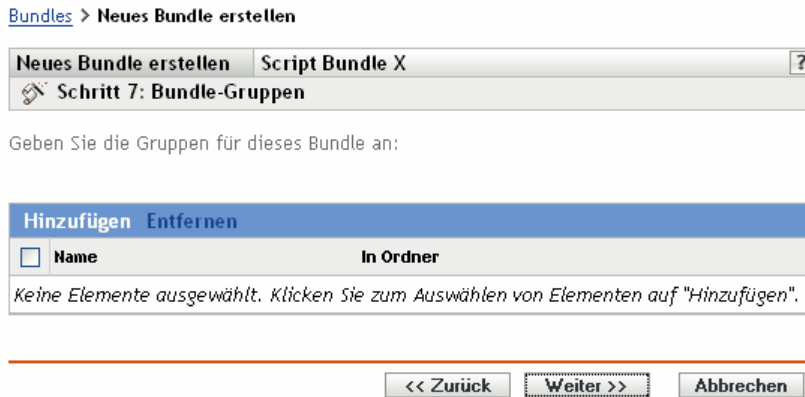 Bundles > Neues Bundle erstellen
Neues Bundle erstellen Script Bundle X ?
Schritt 7: Bundle-Gruppen
Geben Sie die Gruppen für dieses Bundle an:
Hinzufügen Entfernen
Name In Ordner
Keine Elemente ausgewählt. Klicken Sie zum Auswählen von Elementen auf "Hinzufügen".
<< Zurück Weiter >> Abbrechen